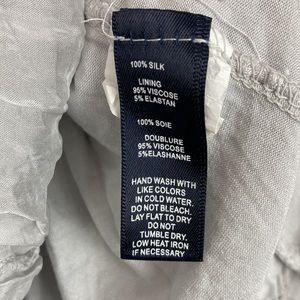 100% SILK
LINING
95% VISCOSE
5% ELASTAN
100% SOIE
DOUBLURE
95% VISCOSE
5%ELASHANNE
HAND WASH WITH
LIKE COLORS
IN COLD WATER.
DO NOT BLEACH.
LAY FLAT TO DRY
DO NOT
TUMBLE DRY.
LOW HEAT IRON
IF NECESSARY